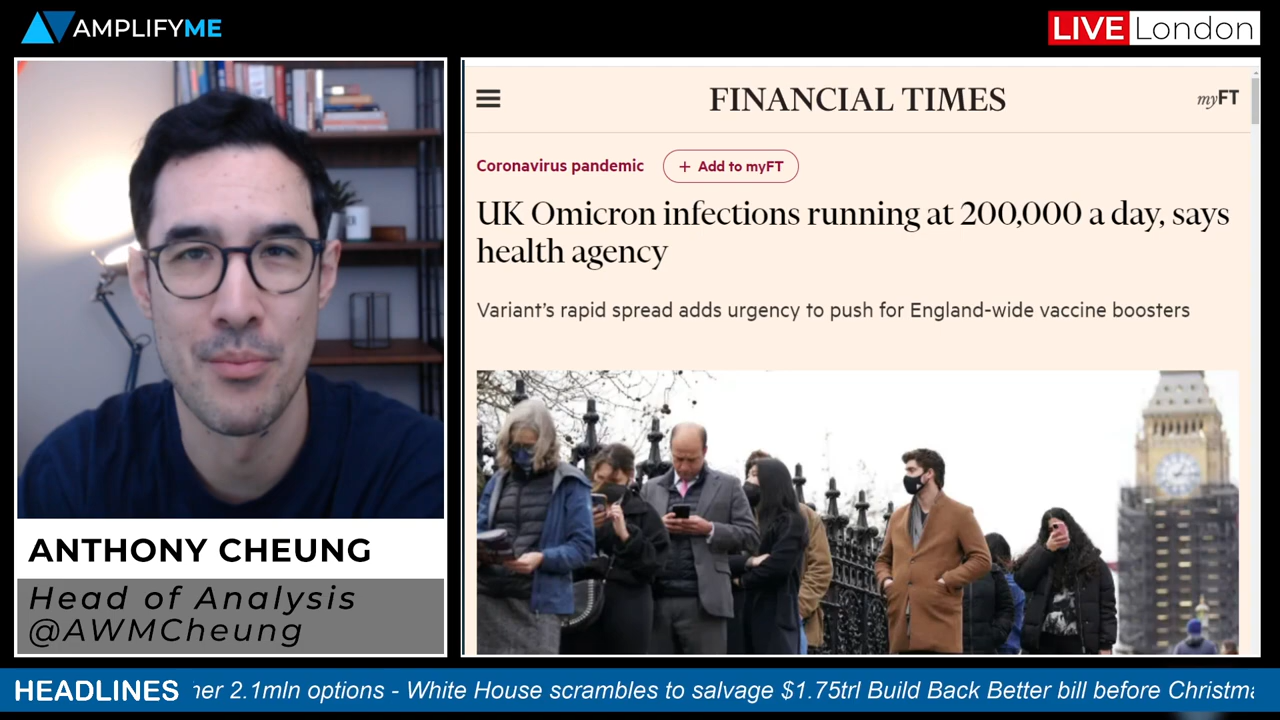 AMPLIFYME
LIVE London
FINANCIAL TIMES
myFT
Coronavirus pandemic
+ Add to myFT
UK Omicron infections running at 200,000 a day, says
health agency
Variant's rapid spread adds urgency to push for England-wide vaccine boosters
ANTHONY CHEUNG
Head of Analysis
@AWMCheung
HEADLINES
2.1mln options - White House scrambles to salvage $1.75trl Build Back Better bill before